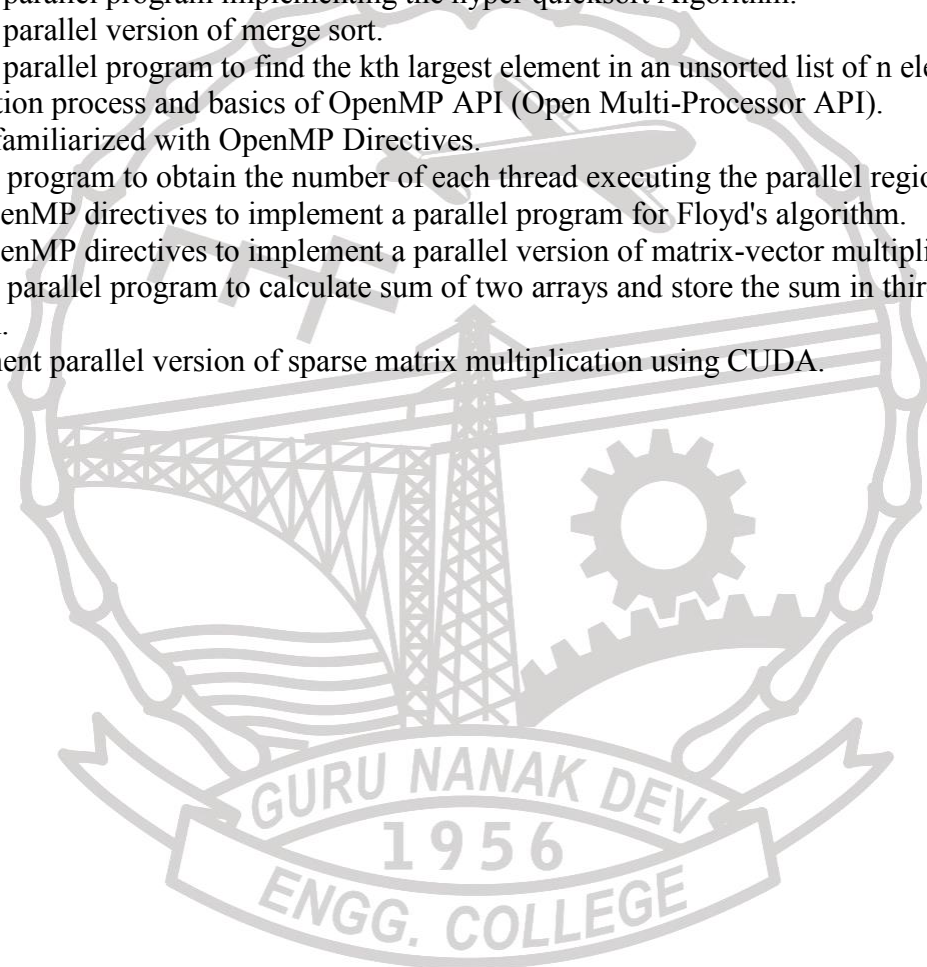 parallel program implementing the hyper quicksort Algorithm.
parallel version of merge sort.
parallel program to find the kth largest element in an unsorted list of n
tion process and basics of OpenMP API (Open Multi-Processor API).
familiarized with OpenMP Directives.
program to obtain the number of each thread executing the parallel
enMP directives to implement a parallel program for Floyd's algorithm.
enMP directives to implement a parallel version of matrix-vector
parallel program to calculate sum of two arrays and store the sum in
ent parallel version of sparse matrix multiplication using CUDA.
GURU NANAK DEV
1956
ENGG. COLLEGE